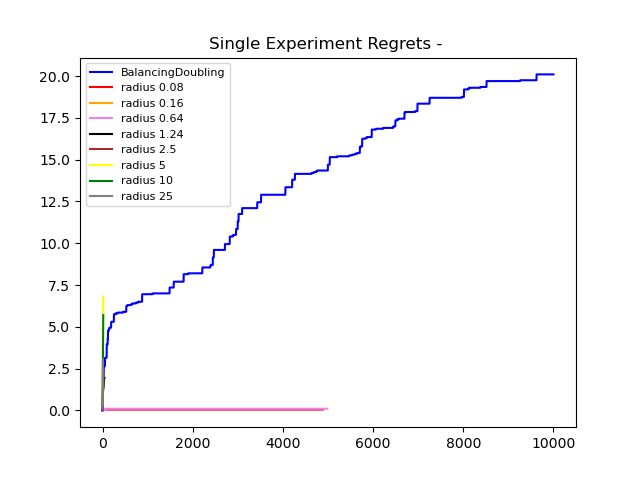 Single Experiment Regrets -
20.0
17.5
15.0
12.5
10.0
7.5
5.0
2.5
0.0
BalancingDoubling
radius 0.08
radius 0.16
radius 0.64
radius 1.24
radius 2.5
radius 5
radius 10
radius 25
0 2000 4000 6000 8000 10000